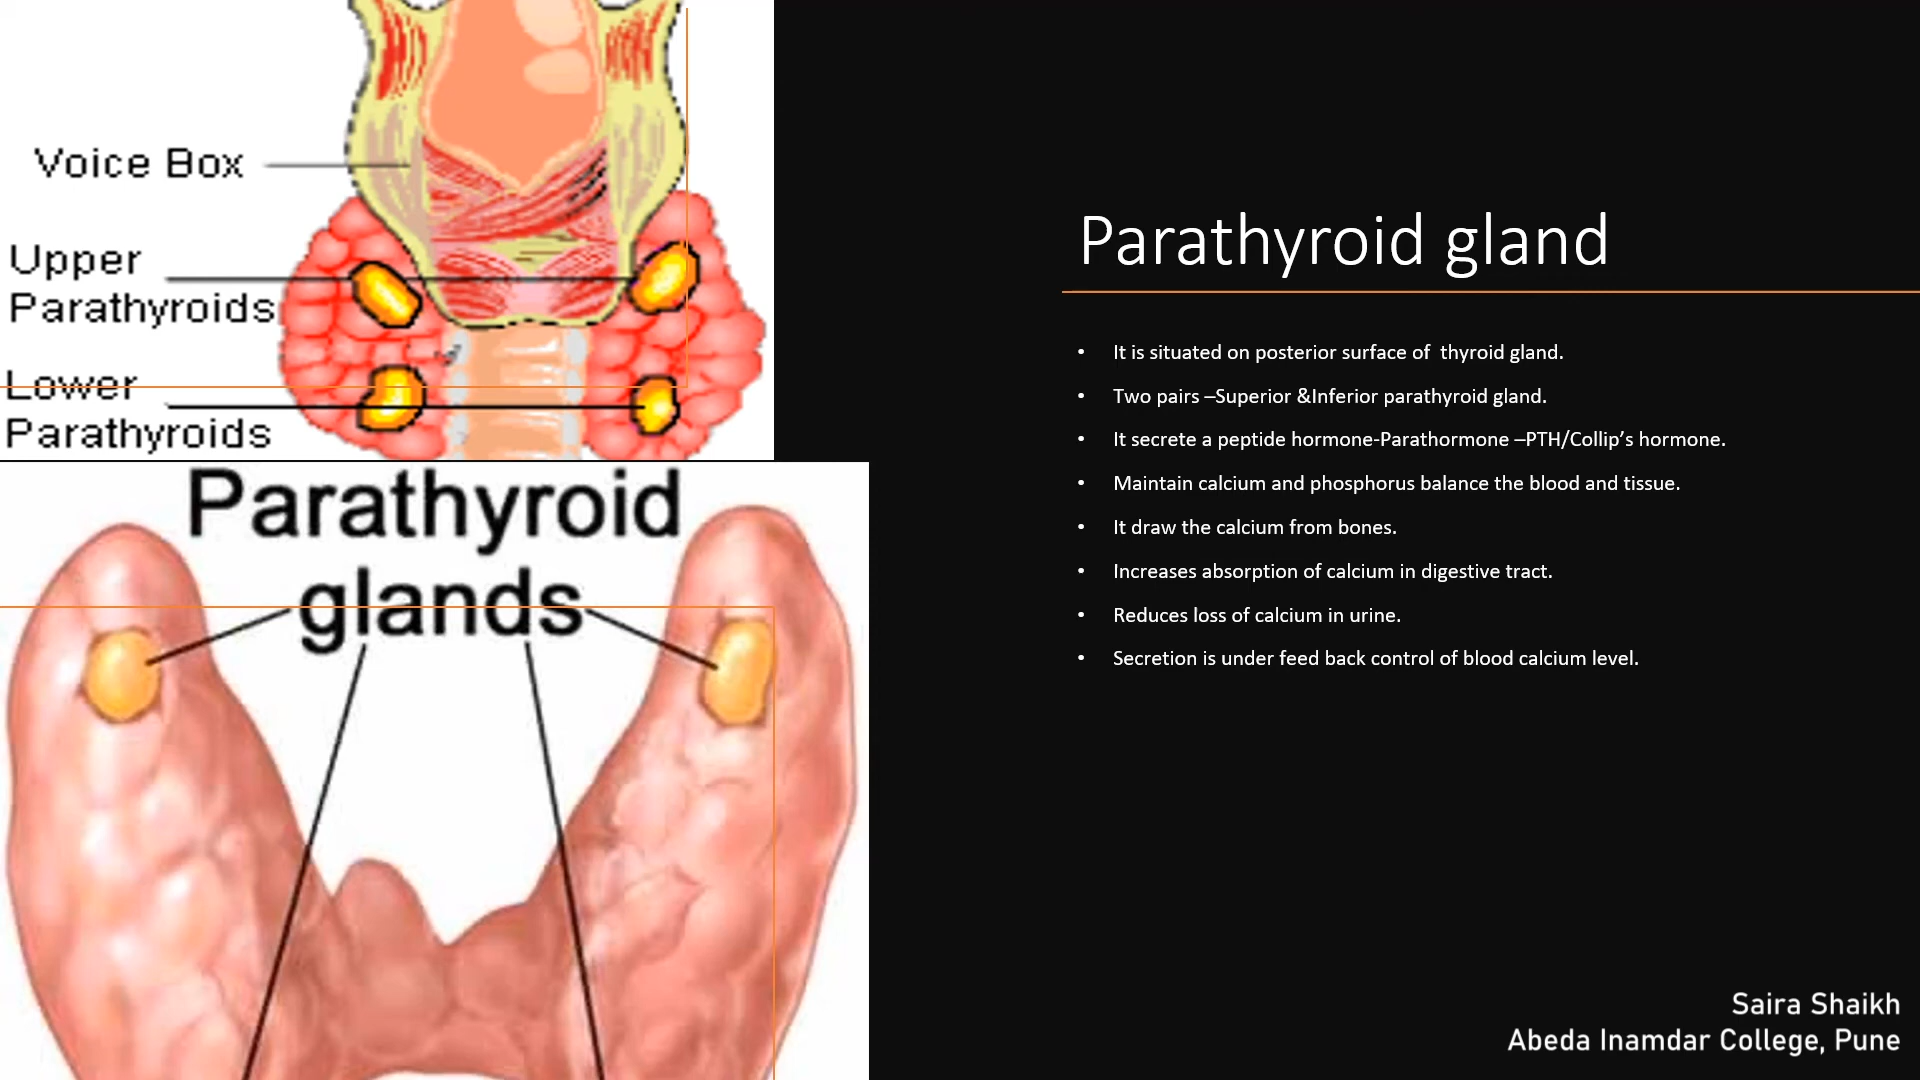 Voice Box
Upper
Parathyroids
Lower
Parathyroids
Parathyroid
glands
Parathyroid gland
• It is situated on posterior surface of  thyroid gland.
• Two pairs –Superior &Inferior parathyroid gland.
• It secrete a peptide hormone-Parathormone –PTH/Collip’s hormone.
• Maintain calcium and phosphorus balance the blood and tissue.
• It draw the calcium from bones.
• Increases absorption of calcium in digestive tract.
• Reduces loss of calcium in urine.
• Secretion is under feed back control of blood calcium level.
Saira Shaikh
Abeda Inamdar College, Pune